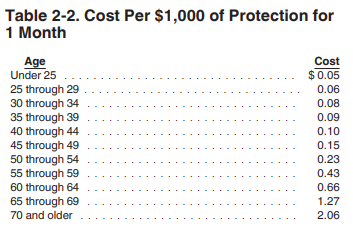 Table 2-2. Cost Per $1,000 of Protection for
1 Month
Age Cost
Under 25 . . . . . . . . . . . . . . . . . . . . . . . . . . . . . . . . $ 0.05
25 through 29 . . . . . . . . . . . . . . . . . . . . . . . . . . . . . . 0.06
30 through 34 . . . . . . . . . . . . . . . . . . . . . . . . . . . . . 0.08
35 through 39 . . . . . . . . . . . . . . . . . . . . . . . . . . . . . 0.09
40 through 44 . . . . . . . . . . . . . . . . . . . . . . . . . . . . . 0.10
45 through 49 . . . . . . . . . . . . . . . . . . . . . . . . . . . . . 0.15
50 through 54 . . . . . . . . . . . . . . . . . . . . . . . . . . . . . 0.23
55 through 59 . . . . . . . . . . . . . . . . . . . . . . . . . . . . . 0.43
60 through 64 . . . . . . . . . . . . . . . . . . . . . . . . . . . . . 0.66
65 through 69 . . . . . . . . . . . . . . . . . . . . . . . . . . . . . 1.27
70 and older . . . . . . . . . . . . . . . . . . . . . . . . . . . . . . 2.06